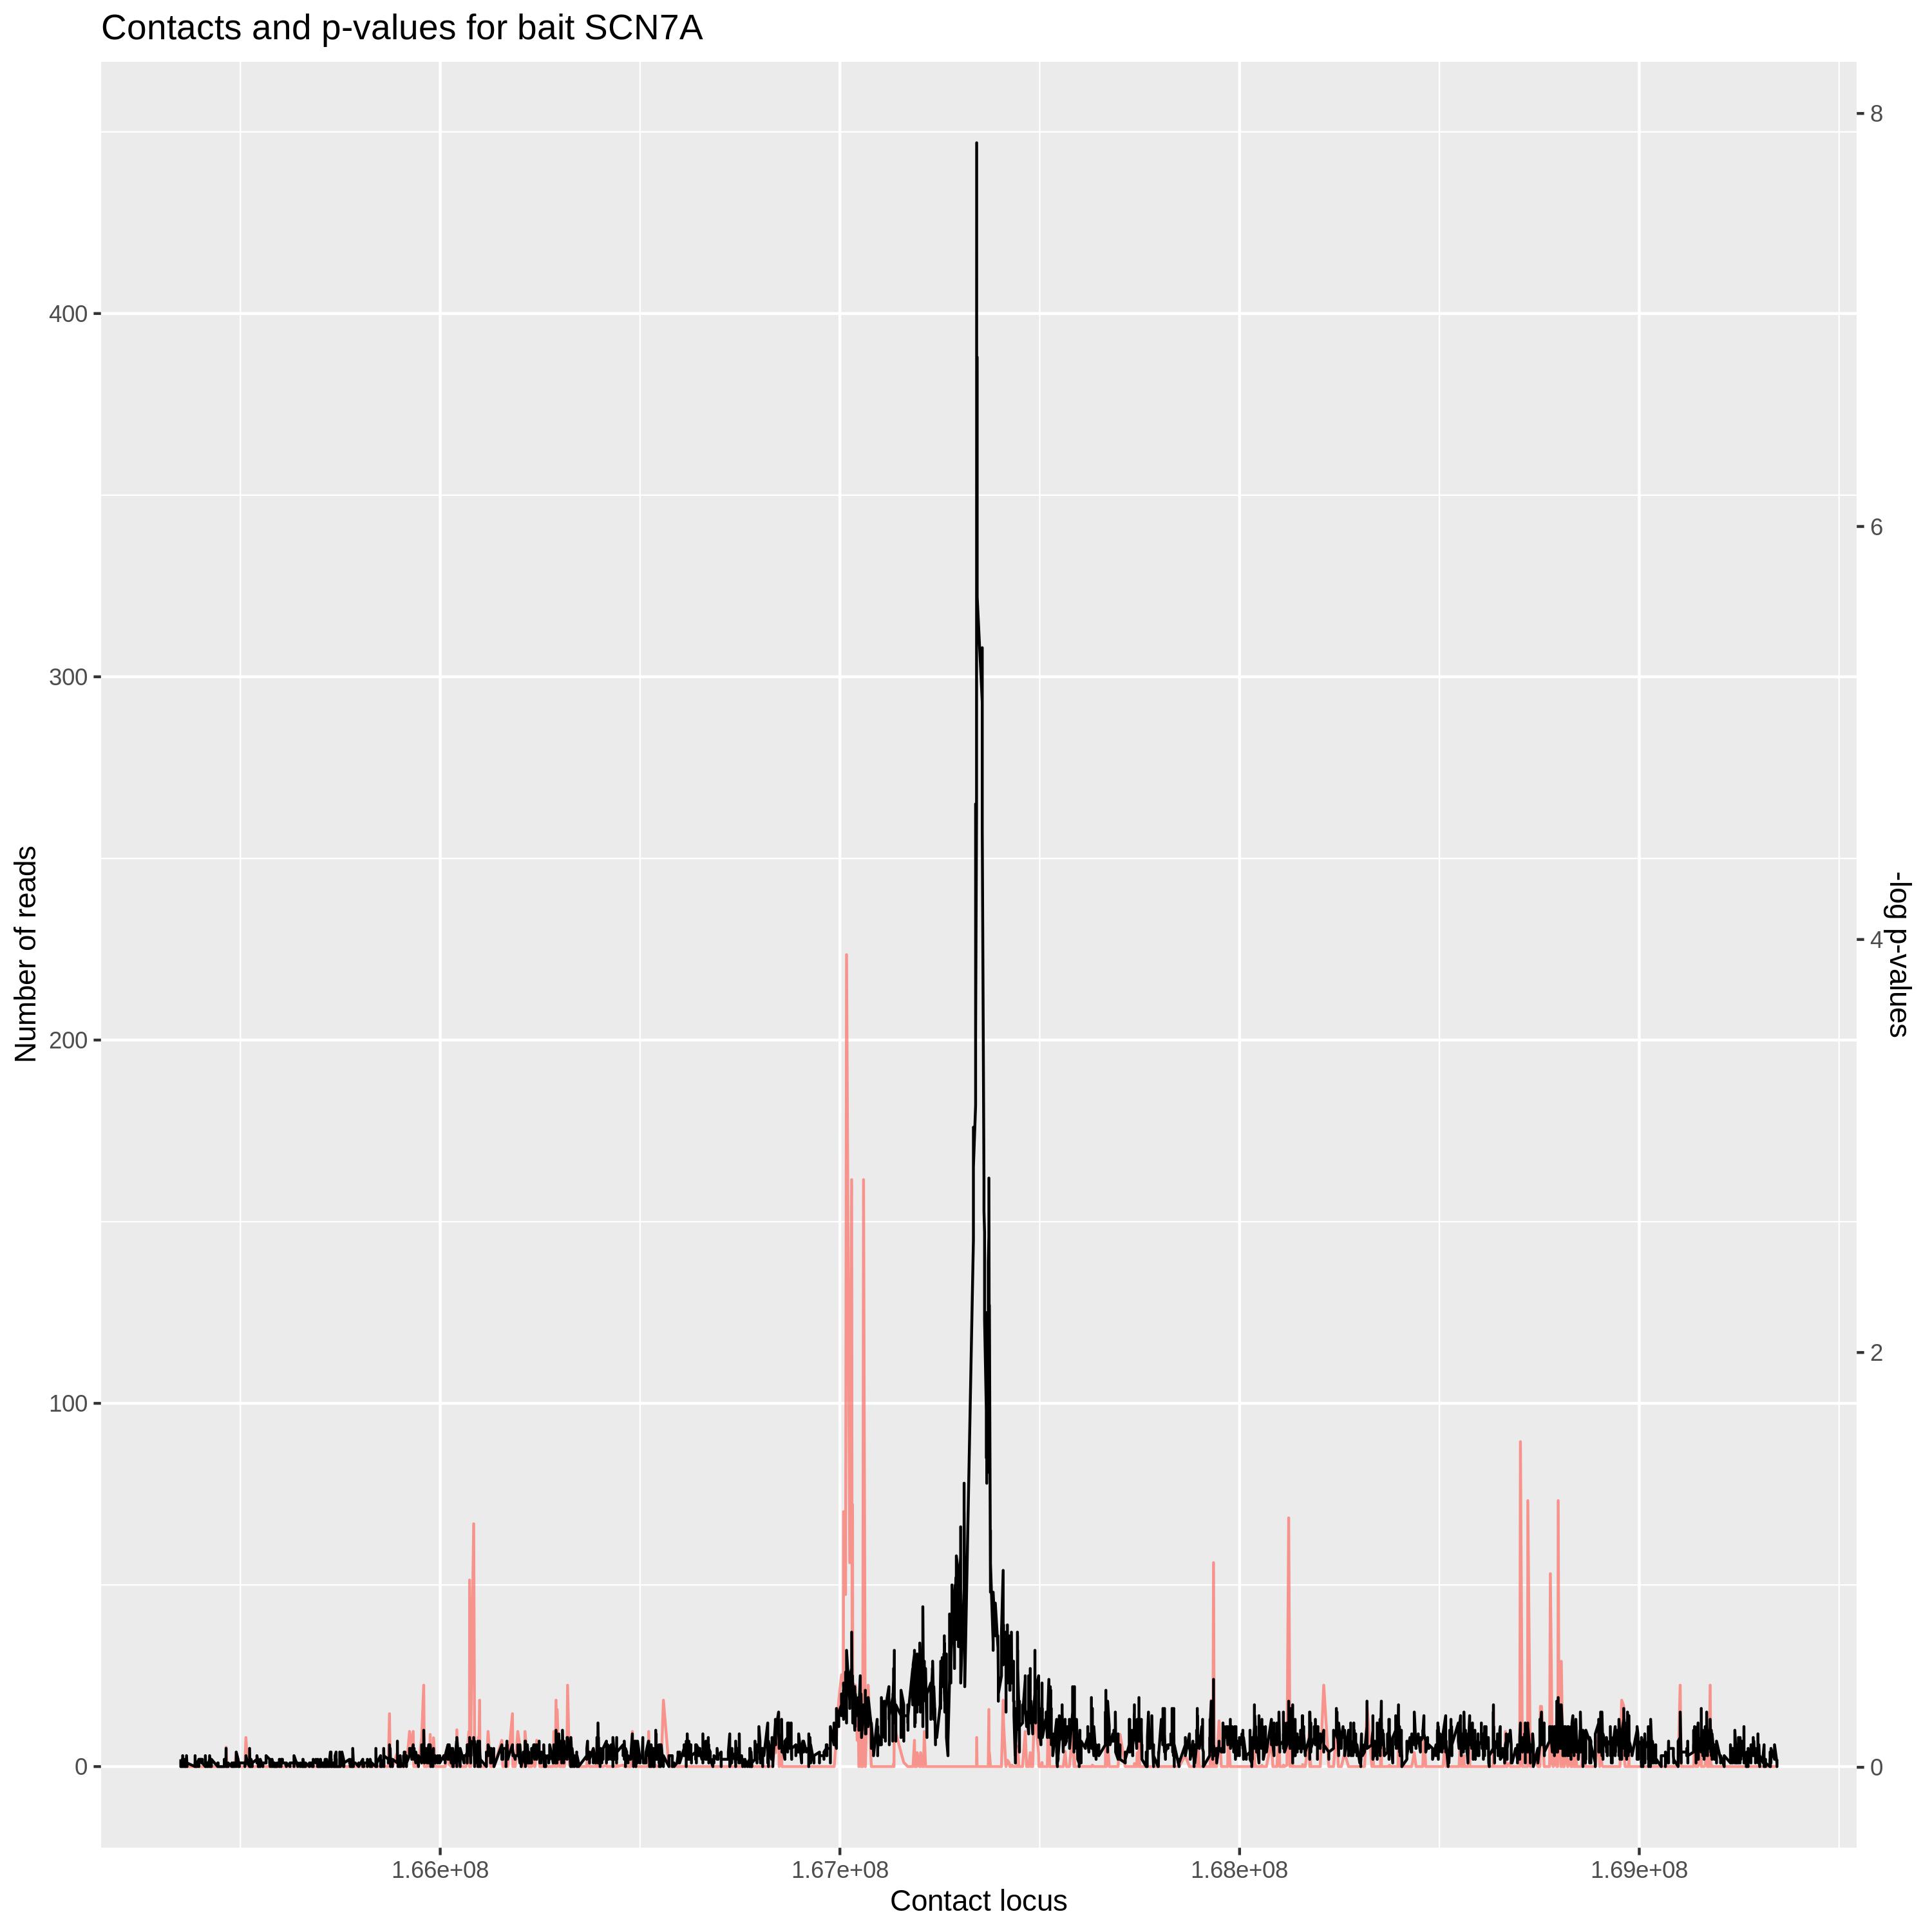 Contacts and p-values for bait SCN7A
8
400
6
300
Number of reads
-log p-values
4
200
2
100
0
0
1.66e+08
1.67e+08
1.68e+08
1.69e+08
Contact locus